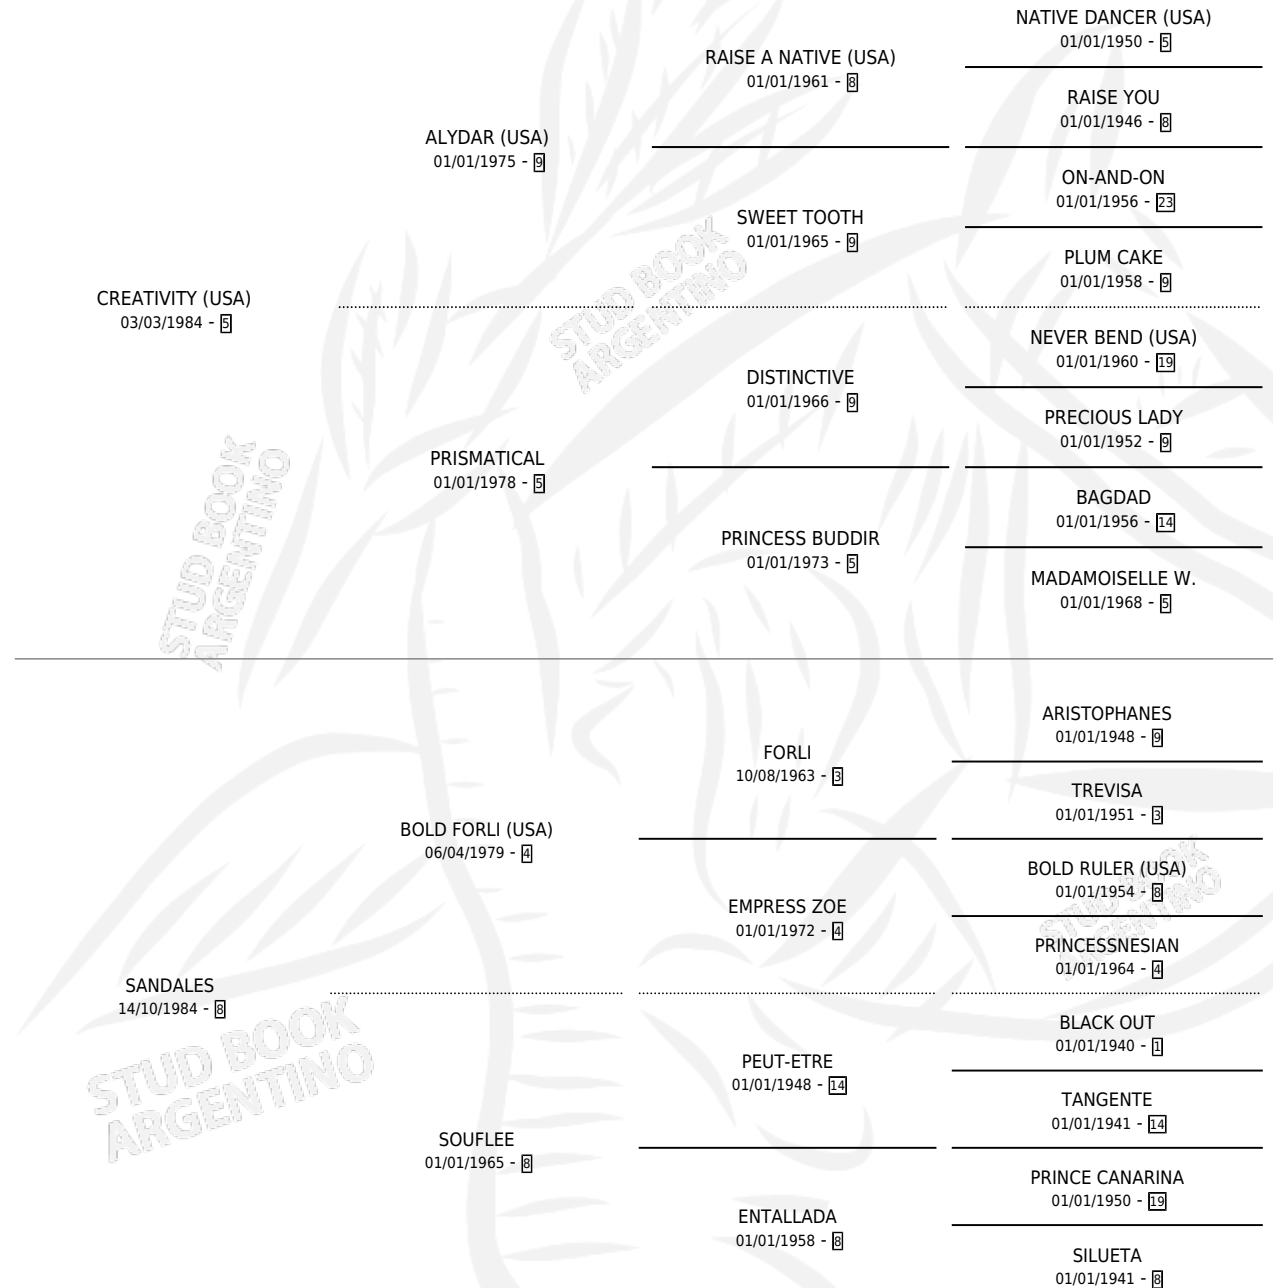 NATIVE DANCER (USA)
01/01/1950 - 5
RAISE A NATIVE (USA)
01/01/1961 - 8
RAISE YOU
01/01/1946 - 8
ALYDAR (USA)
01/01/1975 - 9
ON-AND-ON
01/01/1956 - 23
SWEET TOOTH
01/01/1965 - 9
PLUM CAKE
01/01/1958 - 9
CREATIVITY (USA)
03/03/1984 - 5
STUD BOOK
ARGENTINO
NEVER BEND (USA)
01/01/1960 - 19
DISTINCTIVE
01/01/1966 - 9
PRECIOUS LADY
01/01/1952 - 9
PRISMATICAL
01/01/1978 - 5
BAGDAD
01/01/1956 - 14
PRINCESS BUDDIR
01/01/1973 - 5
MADAMOISELLE W.
01/01/1968 - 5
STUD BOOK
ARGENTINO
ARISTOPHANES
01/01/1948 - 9
FORLI
10/08/1963 - 3
TREVISA
01/01/1951 - 3
BOLD FORLI (USA)
06/04/1979 - 4
BOLD RULER (USA)
01/01/1954 - 8
EMPRESS ZOE
01/01/1972 - 4
PRINCESSNESIAN
01/01/1964 - 4
STUD BOOK
ARGENTINO
SANDALES
14/10/1984 - 8
BLACK OUT
01/01/1940 - 1
PEUT-ETRE
01/01/1948 - 14
TANGENTE
01/01/1941 - 14
STUD BOOK
ARGENTINO
SOUFLEE
01/01/1965 - 8
PRINCE CANARINA
01/01/1950 - 19
ENTALLADA
01/01/1958 - 8
SILUETA
01/01/1941 - 8